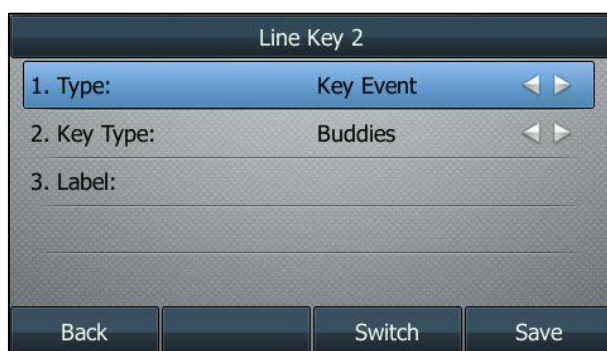 Line Key 2
1. Type: Key Event
2. Key Type: Buddies
3. Label:
Back Switch Save